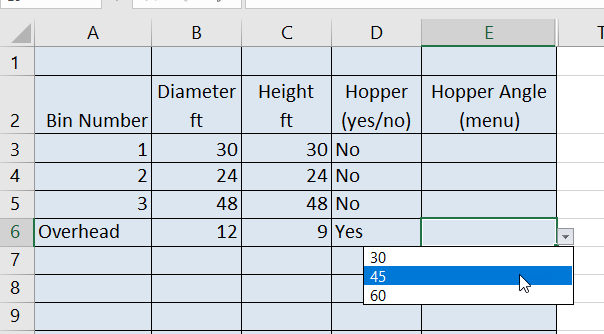 A B C D E
1
2 Bin Number Diameter ft Height ft Hopper (yes/no) Hopper Angle (menu)
3 1 30 30 No
4 2 24 24 No
5 3 48 48 No
6 Overhead 12 9 Yes
30
7
45
8
60
9